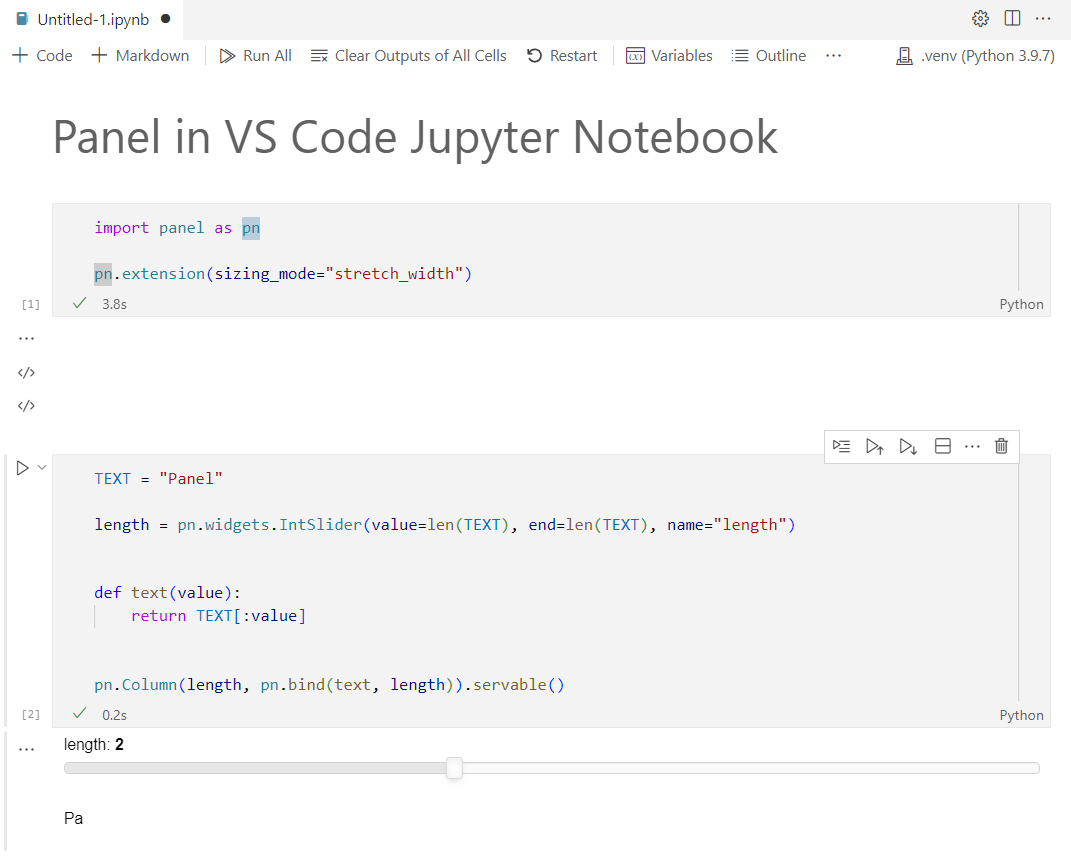 Untitled-1.ipynb
Code Markdown Run All Clear Outputs of All Cells Restart Variables Outline ... .venv (Python 3.9.7)
Panel in VS Code Jupyter Notebook
import panel as pn
pn.extension(sizing_mode="stretch_width")
[1] 3.8s Python
TEXT = "Panel"
length = pn.widgets.IntSlider(value=len(TEXT), end=len(TEXT), name="length")
def text(value):
    return TEXT[:value]
pn.Column(length, pn.bind(text, length)).servable()
[2] 0.2s Python
length: 2
Pa